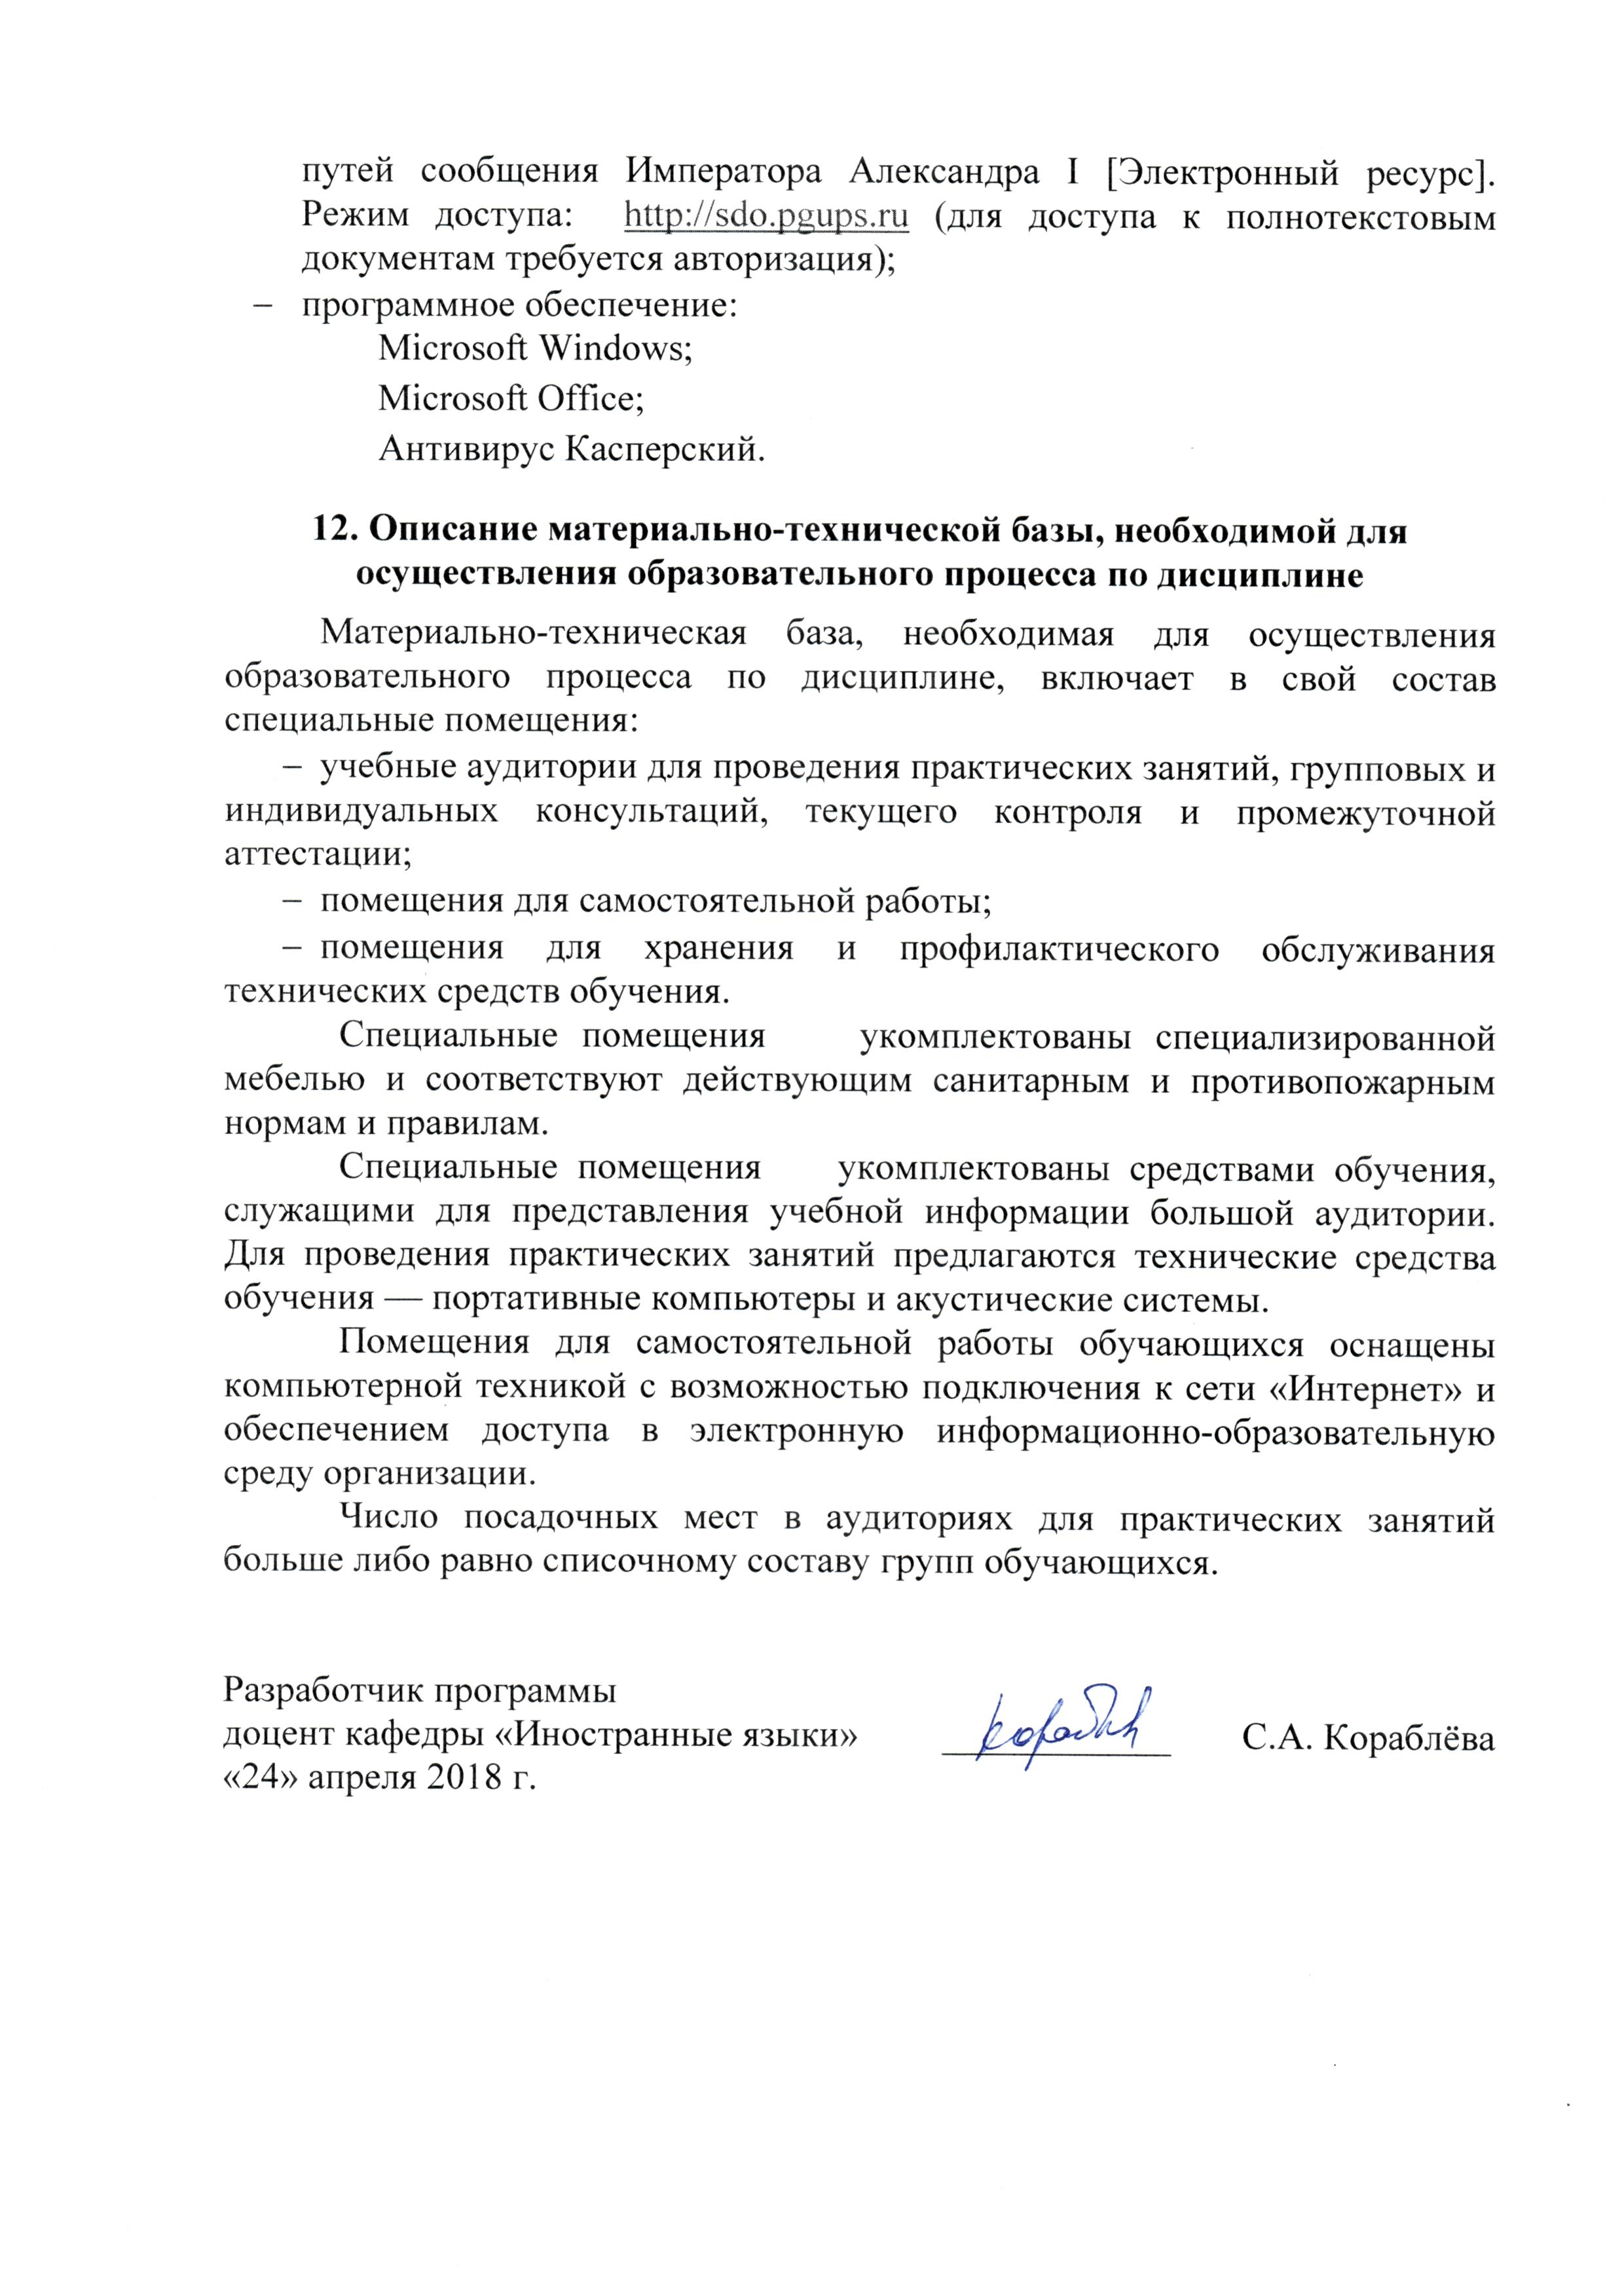 путей сообщения Императора Александра I [Электронный ресурс].
Режим доступа: http://sdo.pgups.ru (для доступа к полнотекстовым
документам требуется авторизация);
– программное обеспечение:
Microsoft Windows;
Microsoft Office;
Антивирус Касперский.
12. Описание материально-технической базы, необходимой для
осуществления образовательного процесса по дисциплине
Материально-техническая база, необходимая для осуществления
образовательного процесса по дисциплине, включает в свой состав
специальные помещения:
– учебные аудитории для проведения практических занятий, групповых и
индивидуальных консультаций, текущего контроля и промежуточной
аттестации;
– помещения для самостоятельной работы;
– помещения для хранения и профилактического обслуживания
технических средств обучения.
Специальные помещения укомплектованы специализированной
мебелью и соответствуют действующим санитарным и противопожарным
нормам и правилам.
Специальные помещения укомплектованы средствами обучения,
служащими для представления учебной информации большой аудитории.
Для проведения практических занятий предлагаются технические средства
обучения — портативные компьютеры и акустические системы.
Помещения для самостоятельной работы обучающихся оснащены
компьютерной техникой с возможностью подключения к сети «Интернет» и
обеспечением доступа в электронную информационно-образовательную
среду организации.
Число посадочных мест в аудиториях для практических занятий
больше либо равно списочному составу групп обучающихся.
Разработчик программы
доцент кафедры «Иностранные языки» С.А. Кораблёва
«24» апреля 2018 г.